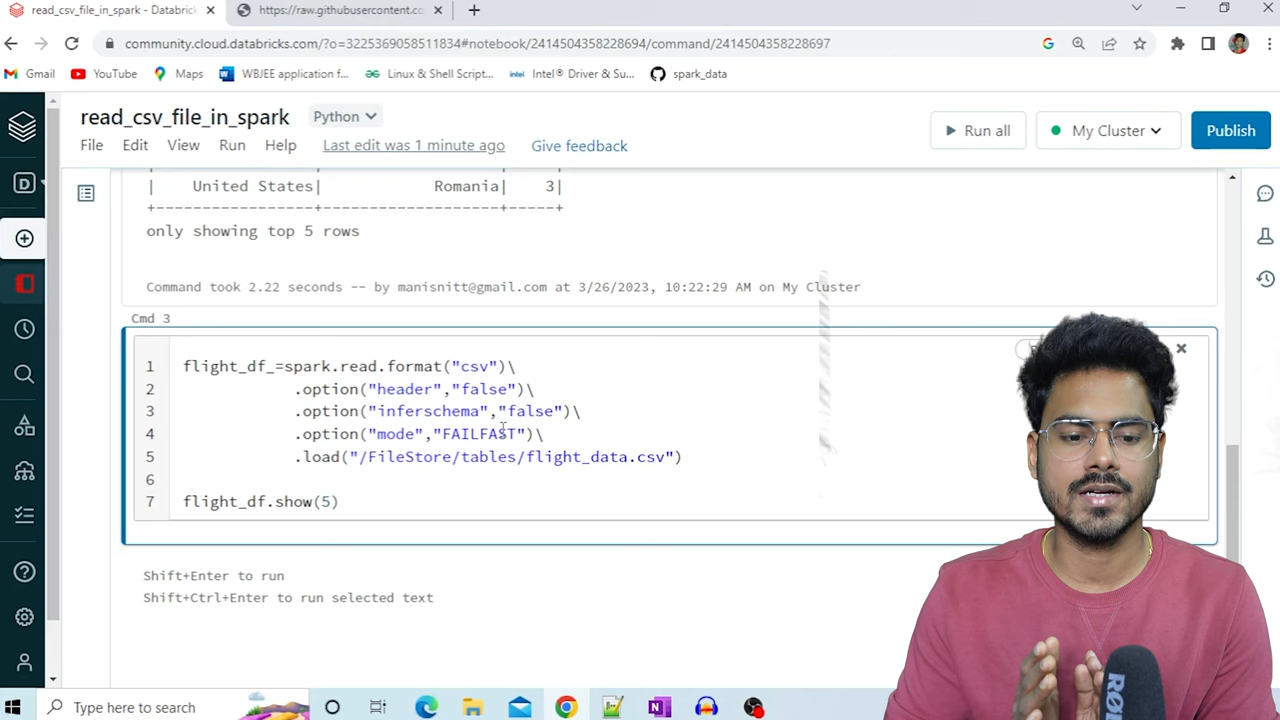 read_csv_file_in_spark - Databric
https://raw.githubusercontent.co
community.cloud.databricks.com/?o=3225369058511834#notebook/2414504358228694/command/2414504358228697
Gmail
YouTube
Maps
WBJEE application f...
Linux & Shell Script...
Intel® Driver & Su...
spark_data
read_csv_file_in_spark
Python
Run all
My Cluster
Publish
File Edit View Run Help Last edit was 1 minute ago Give feedback
| United States| Romania| 3|
+-----------------+-------------------+-----+
only showing top 5 rows
Command took 2.22 seconds -- by manisnitt@gmail.com at 3/26/2023, 10:22:29 AM on My Cluster
Cmd 3
1 flight_df_=spark.read.format("csv")\
2 .option("header","false")\
3 .option("inferschema","false")\
4 .option("mode","FAILFAST")\
5 .load("/FileStore/tables/flight_data.csv")
6
7 flight_df.show(5)
Shift+Enter to run
Shift+Ctrl+Enter to run selected text
Type here to search
RØDE